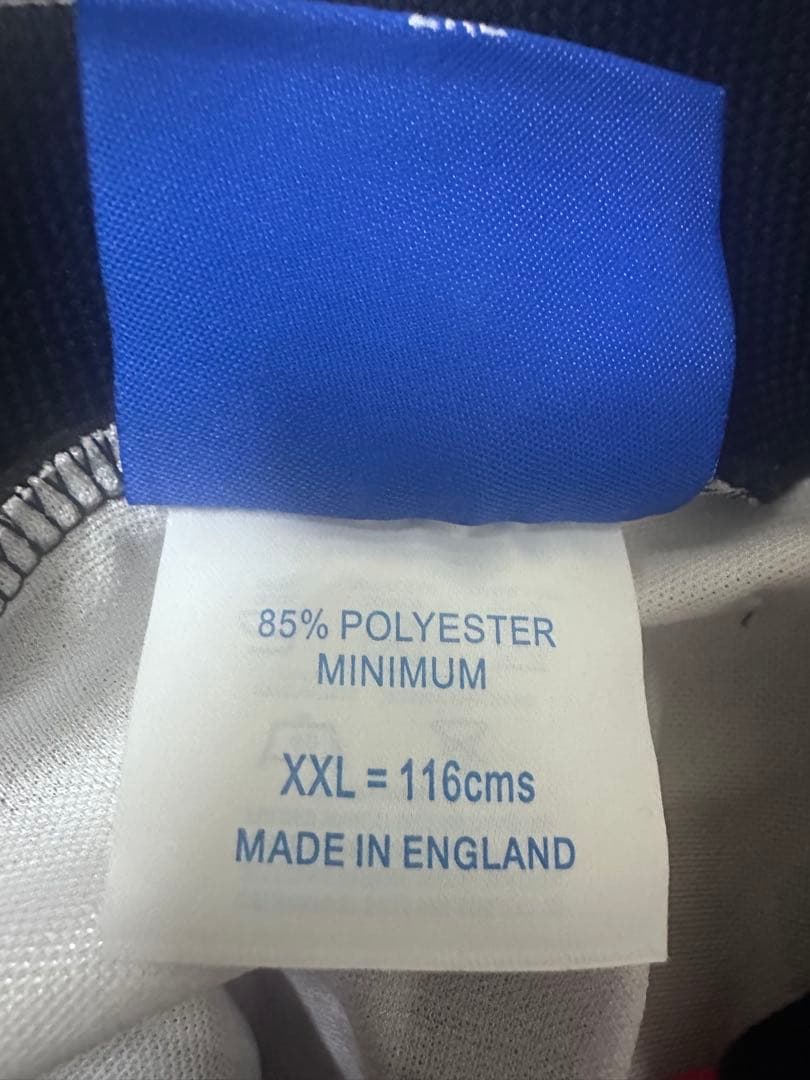 85% POLYESTER
MINIMUM
XXL = 116cms
MADE IN ENGLAND